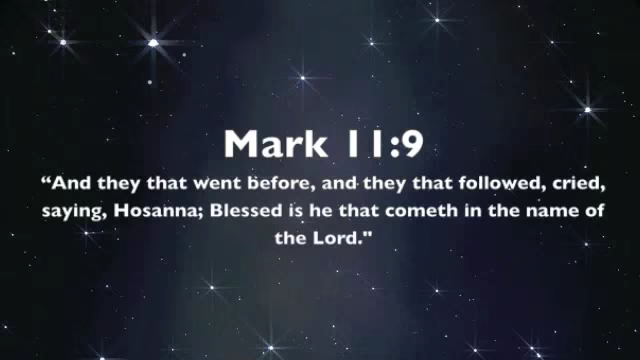 Mark 11:9
“And they that went before, and they that followed, cried,
saying, Hosanna; Blessed is he that cometh in the name of
the Lord."